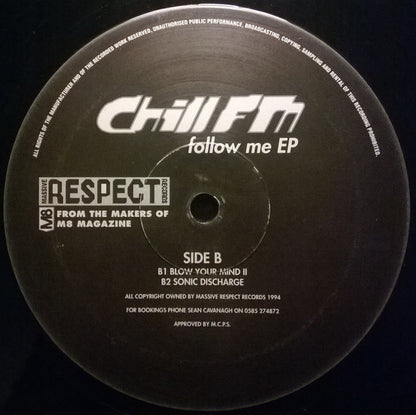 ALL RIGHTS OF THE MANUFACTURER AND OF THE RECORDED WORK RESERVED, UNAUTHORISED PUBLIC PERFORMANCE, BROADCASTING, COPYING, SAMPLING AND RENTAL OF THIS RECORDING PROHIBITED.
Chill FM
follow me EP
M8 MASSIVE RESPECT RECORDS
FROM THE MAKERS OF
M8 MAGAZINE
SIDE B
B1 BLOW YOUR MIND II
B2 SONIC DISCHARGE
ALL COPYRIGHT OWNED BY MASSIVE RESPECT RECORDS 1994
FOR BOOKINGS PHONE SEAN CAVANAGH ON 0585 274872
APPROVED BY M.C.P.S.